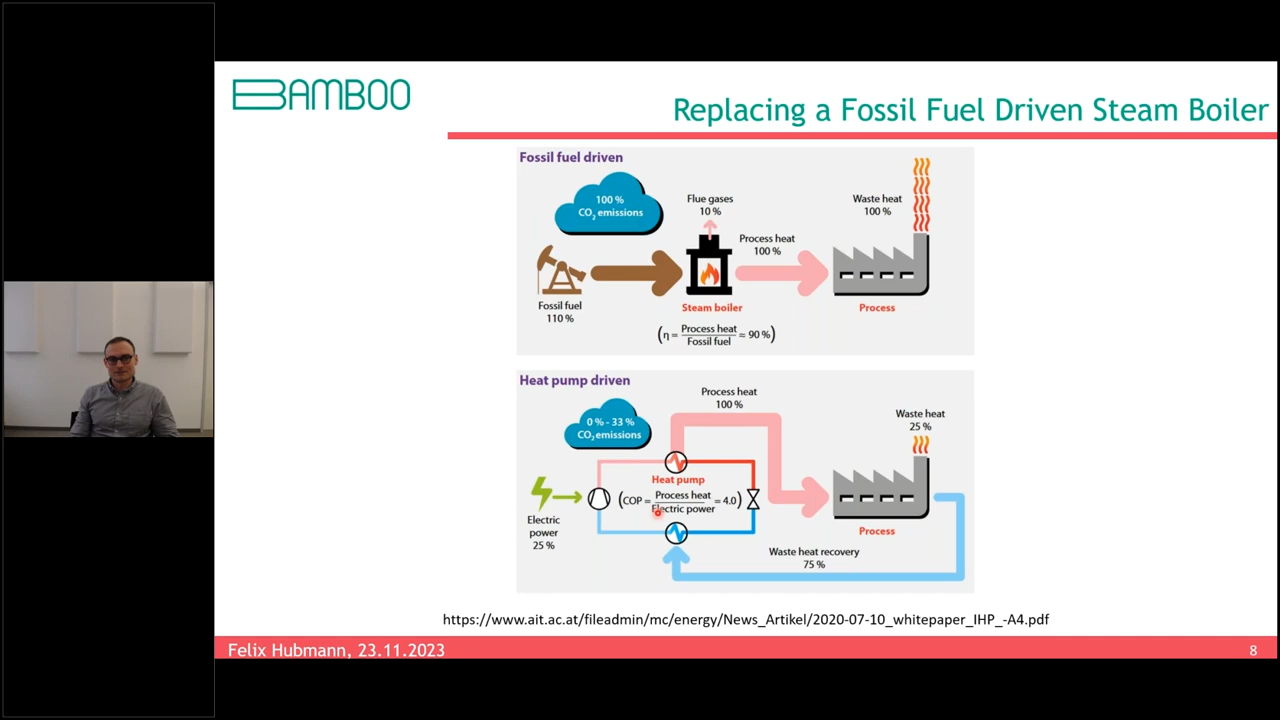 BAMBOO
Replacing a Fossil Fuel Driven Steam Boiler
Fossil fuel driven
100 %
CO2 emissions
Flue gases
10 %
Process heat
100 %
Waste heat
100 %
Fossil fuel
110 %
Steam boiler
Process
(η = Process heat / Fossil fuel = 90 %)
Heat pump driven
0 % - 33 %
CO2 emissions
Process heat
100 %
Waste heat
25 %
Heat pump
(COP = Process heat / Electric power = 4.0)
Electric
power
25 %
Process
Waste heat recovery
75 %
https://www.ait.ac.at/fileadmin/mc/energy/News_Artikel/2020-07-10_whitepaper_IHP_-A4.pdf
Felix Hubmann, 23.11.2023
8